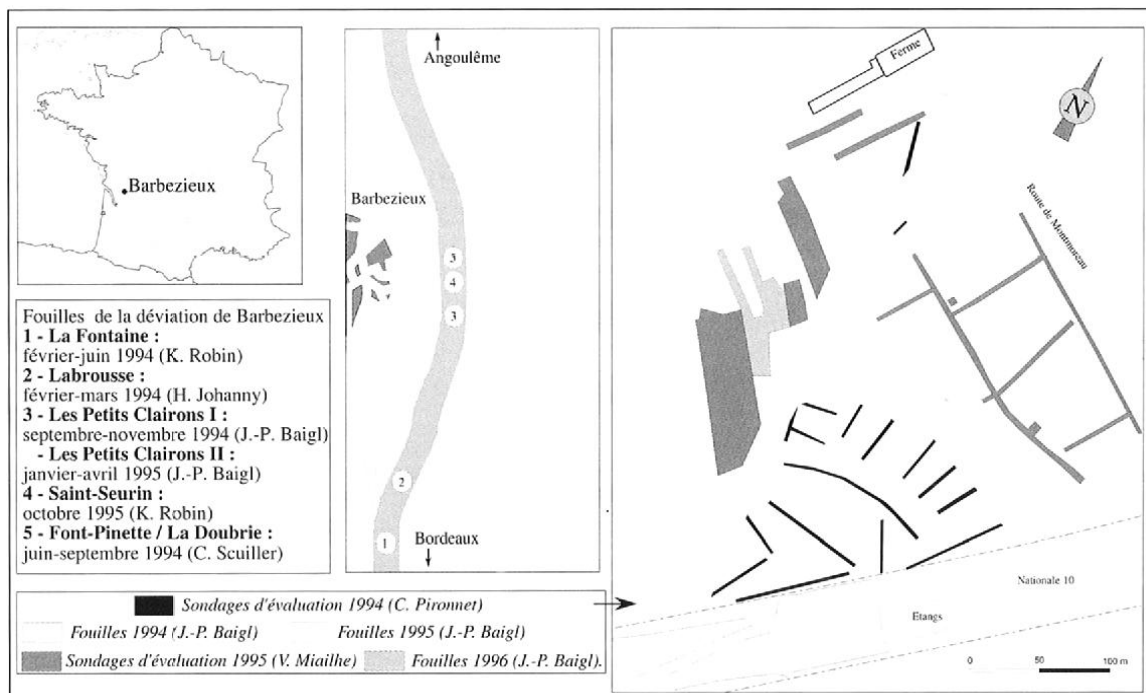 Barbezieux
Fouilles de la déviation de Barbezieux
1 - La Fontaine :
février-juin 1994 (K. Robin)
2 - Labrousse :
février-mars 1994 (H. Johanny)
3 - Les Petits Clairons I :
septembre-novembre 1994 (J.-P. Baigl)
- Les Petits Clairons II :
janvier-avril 1995 (J.-P. Baigl)
4 - Saint-Seurin :
octobre 1995 (K. Robin)
5 - Font-Pinette / La Doubrie :
juin-septembre 1994 (C. Scuiller)
Angoulême
Barbezieux
3
4
3
2
1
Bordeaux
Ferme
N
Route de Montmoreau
Nationale 10
Etangs
0 50 100 m
Sondages d'évaluation 1994 (C. Pironnet)
Fouilles 1994 (J.-P. Baigl) Fouilles 1995 (J.-P. Baigl)
Sondages d'évaluation 1995 (V. Miailhe) Fouilles 1996 (J.-P. Baigl).